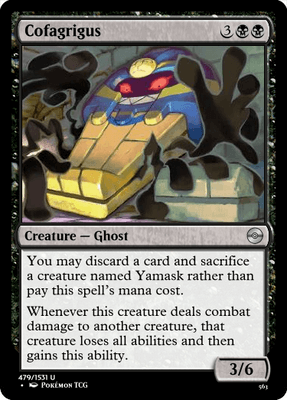 Cofagrigus 3
Creature — Ghost
You may discard a card and sacrifice
a creature named Yamask rather than
pay this spell's mana cost.
Whenever this creature deals combat
damage to another creature, that
creature loses all abilities and then
gains this ability.
3/6
479/1531 U
• Pokémon TCG
563